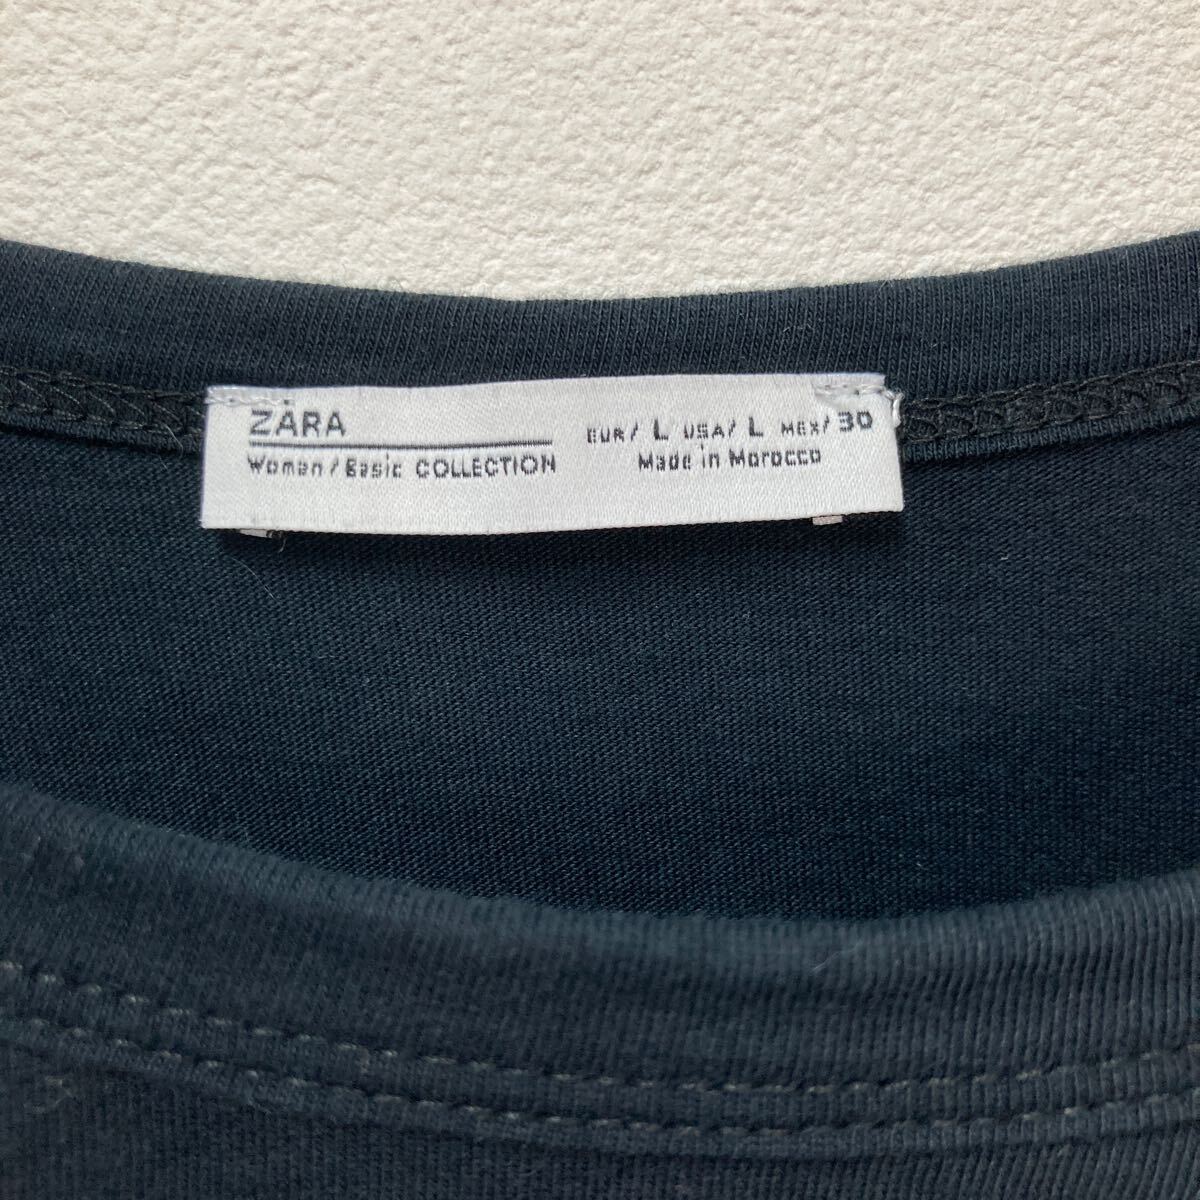 ZARA
Woman / Basic COLLECTION
EUR/ L USA/ L MEX/ 30
Made in Morocco